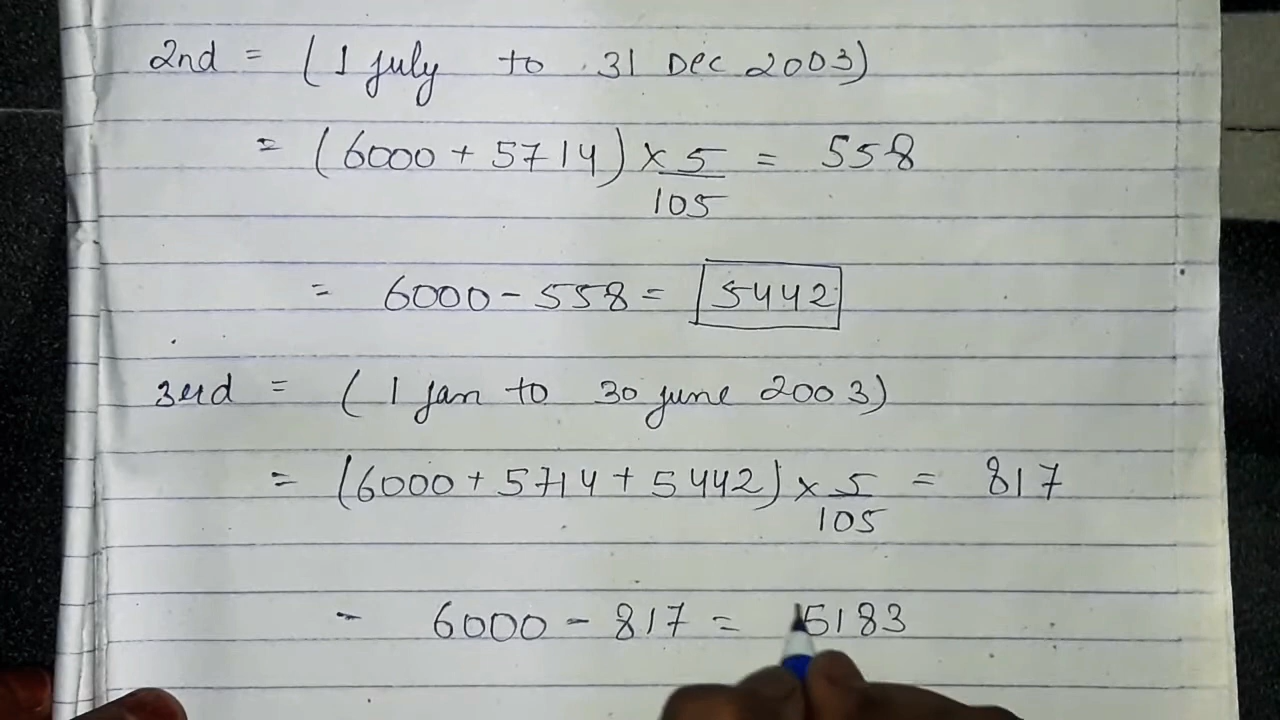 2nd = (1 July to 31 Dec 2003)
= (6000 + 5714) × 5/105 = 558
= 6000 - 558 = 5442
3rd = (1 jan to 30 june 2003)
= (6000 + 5714 + 5442) × 5/105 = 817
- 6000 - 817 = 5183